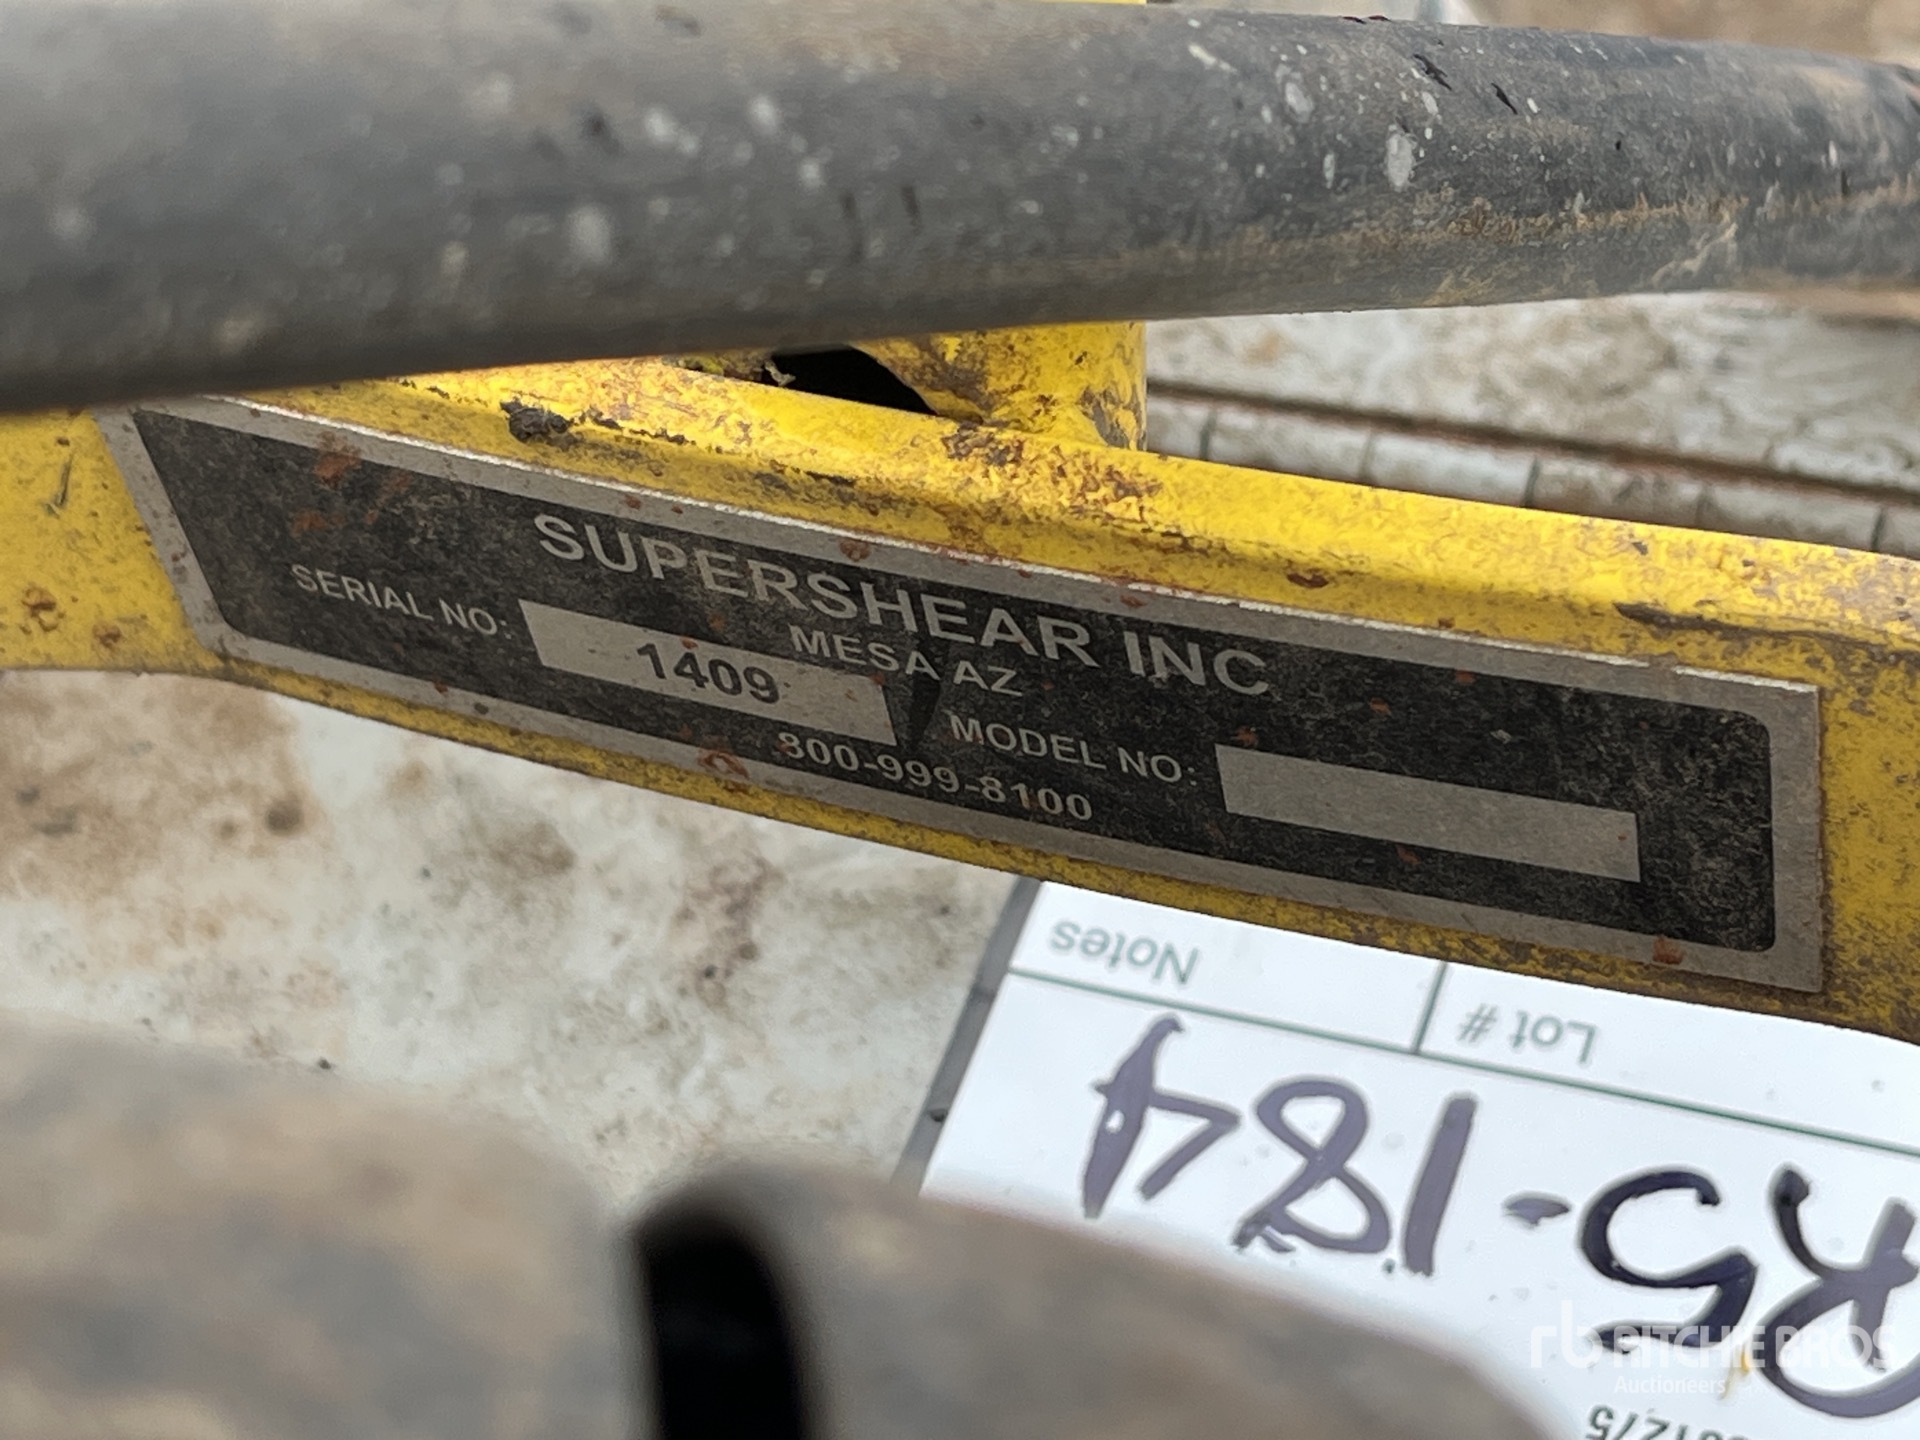 SUPERSHEAR INC
MESA AZ
SERIAL NO: 1409
MODEL NO:
800-999-8100
Lot # Notes
R5-184
rb RITCHIE BROS
Auctioneers